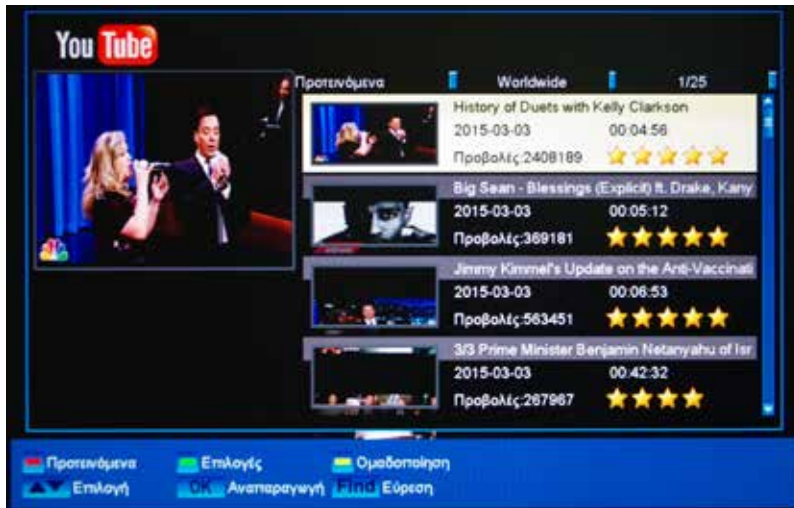 You Tube
Προτεινόμενα Worldwide 1/25
History of Duets with Kelly Clarkson
2015-03-03 00:04:56
Προβολές:2408189
Big Sean - Blessings (Explicit) ft. Drake, Kany
2015-03-03 00:05:12
Προβολές:369181
Jimmy Kimmel's Update on the Anti-Vaccinati
2015-03-03 00:06:53
Προβολές:563451
3/3 Prime Minister Benjamin Netanyahu of Isr
2015-03-03 00:42:32
Προβολές:267967
Προτεινόμενα Επιλογές Ομαδοποίηση
Επιλογή OK Αναπαραγωγή Find Εύρεση